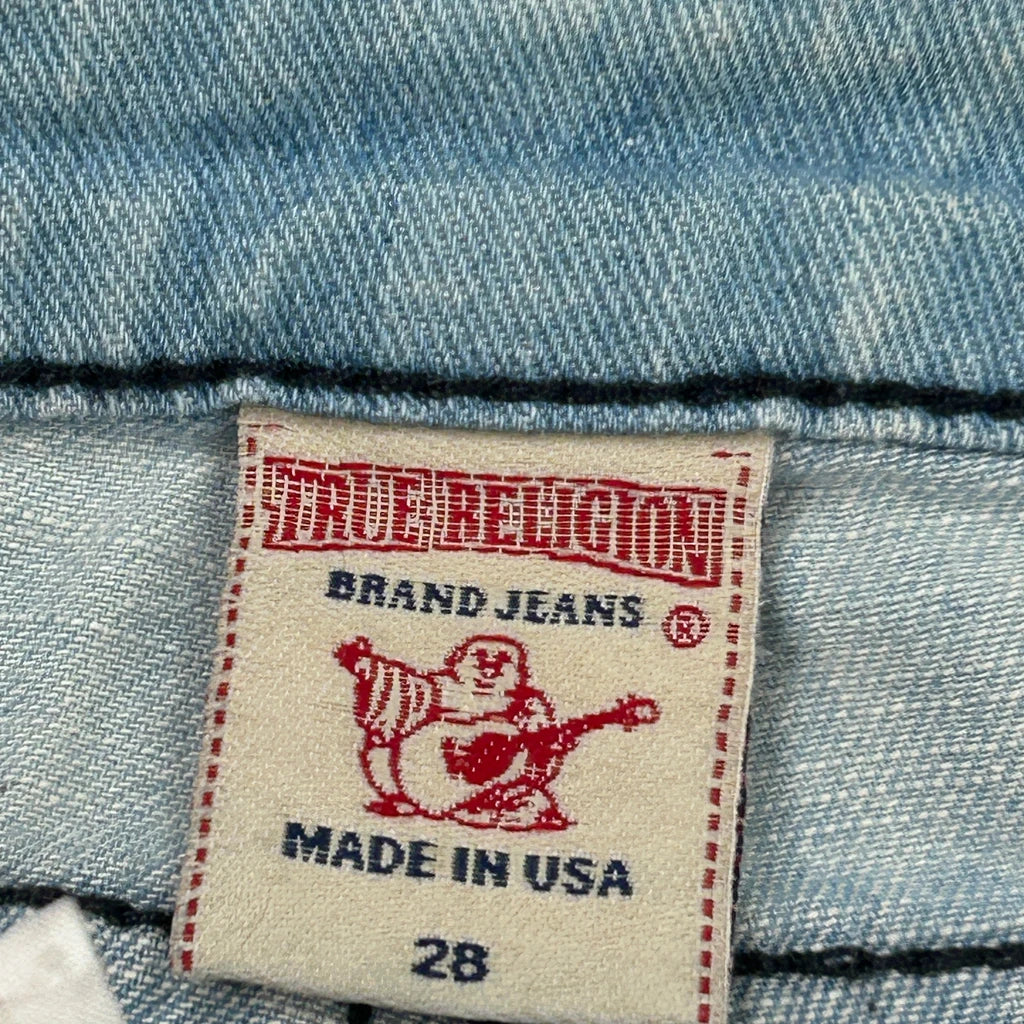 TRUE RELIGION
BRAND JEANS ®
MADE IN USA
28